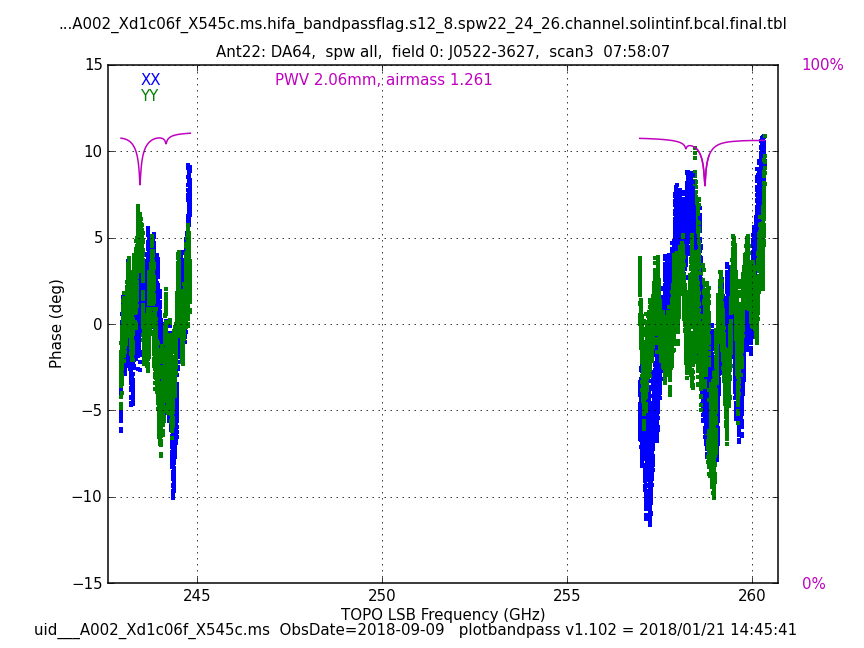 ...A002_Xd1c06f_X545c.ms.hifa_bandpassflag.s12_8.spw22_24_26.channel.solintinf.bcal.final.tbl
Ant22: DA64,  spw all,  field 0: J0522-3627,  scan3  07:58:07
15 XX PWV 2.06mm, airmass 1.261 100%
YY
10
5
0
Phase (deg)
−5
−10
−15 0%
245 250 255 260
TOPO LSB Frequency (GHz)
uid___A002_Xd1c06f_X545c.ms  ObsDate=2018-09-09   plotbandpass v1.102 = 2018/01/21 14:45:41